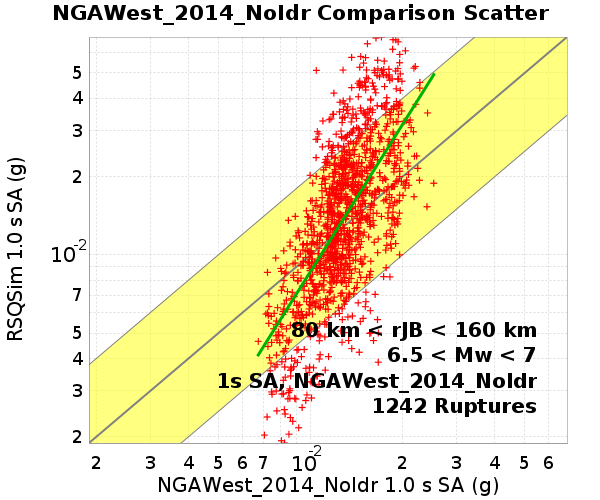 NGAWest_2014_NoIdr Comparison Scatter
RSQSim 1.0 s SA (g)
5
4
3
2
10-2
7
5
4
3
2
80 km < rJB < 160 km
6.5 < Mw < 7
1s SA, NGAWest_2014_NoIdr
1242 Ruptures
2 3 4 5 6 7 10-2 2 3 4 5 6
NGAWest_2014_NoIdr 1.0 s SA (g)